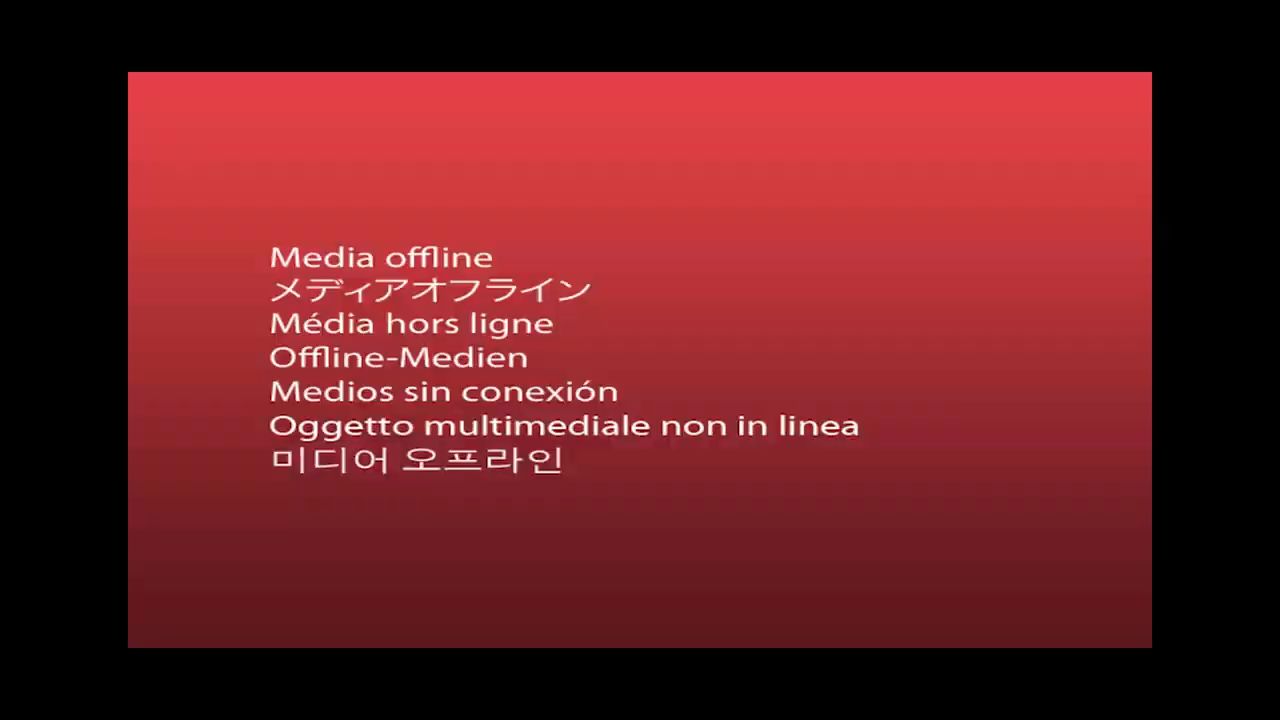 Media offline
メディアオフライン
Média hors ligne
Offline-Medien
Medios sin conexión
Oggetto multimediale non in linea
미디어 오프라인